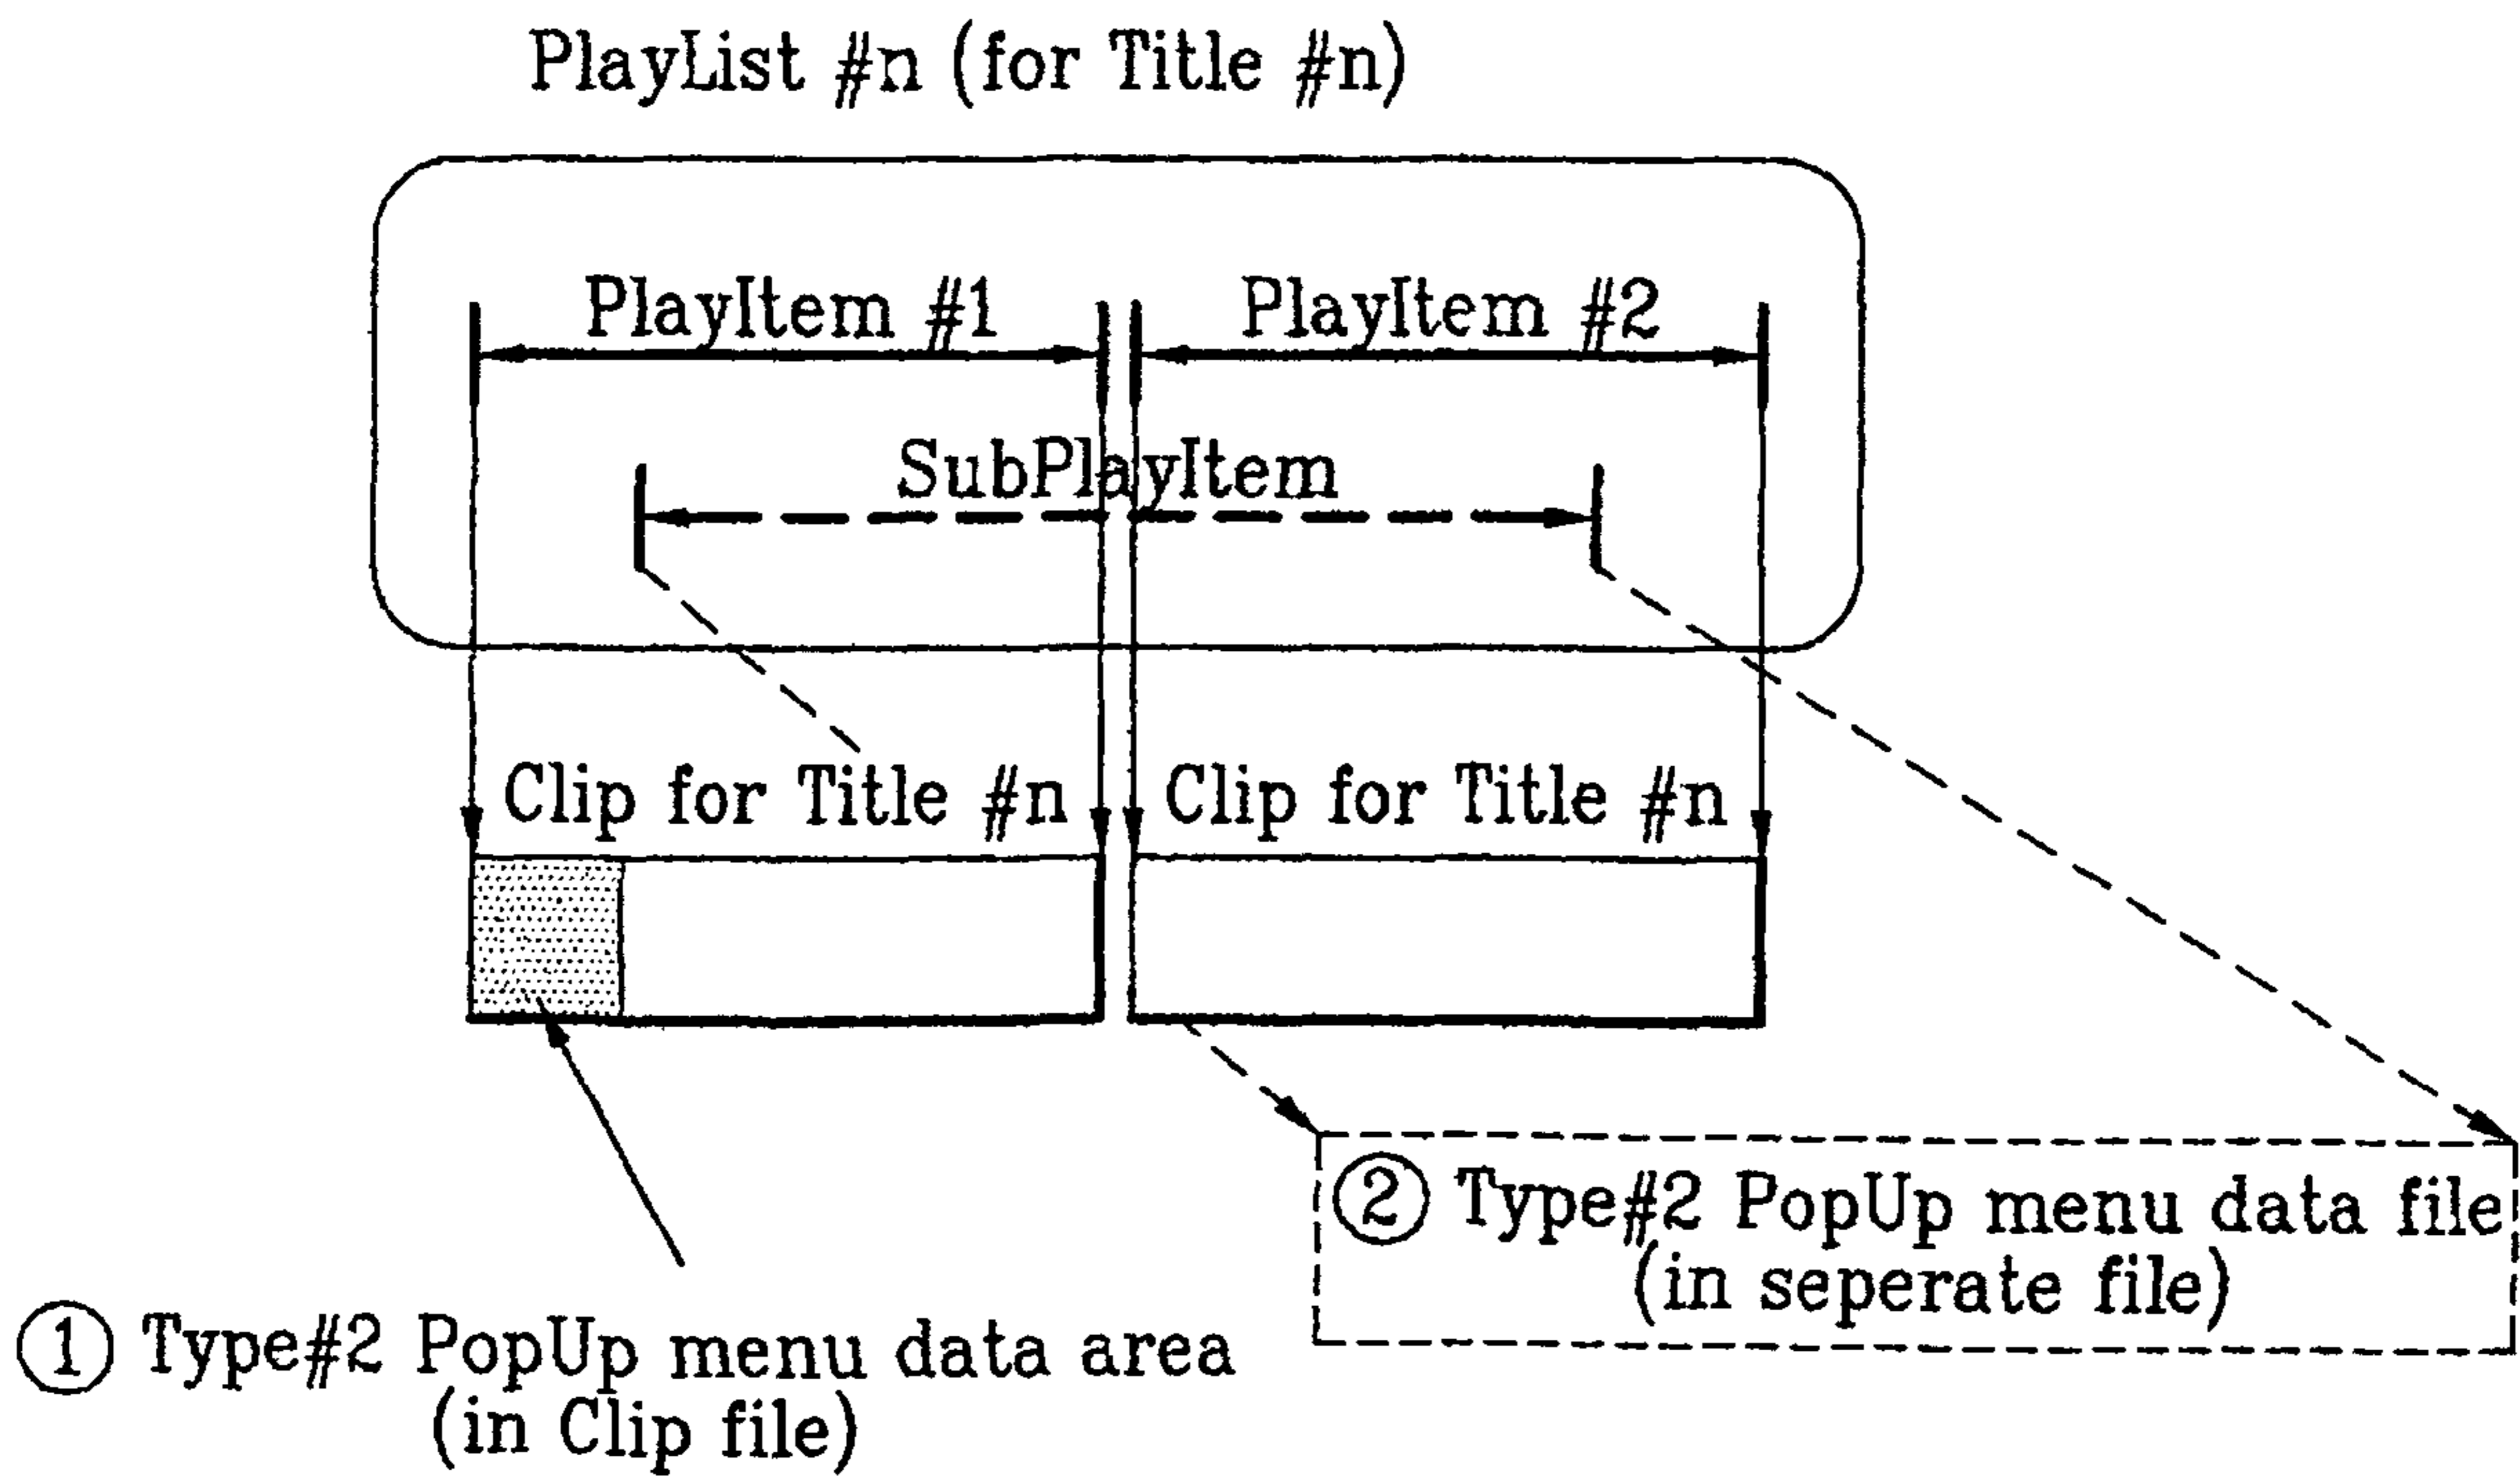 PlayList #n (for Title #n)
PlayItem #1
PlayItem #2
SubPlayItem
Clip for Title #n
Clip for Title #n
② Type#2 PopUp menu data file
(in seperate file)
① Type#2 PopUp menu data area
(in Clip file)